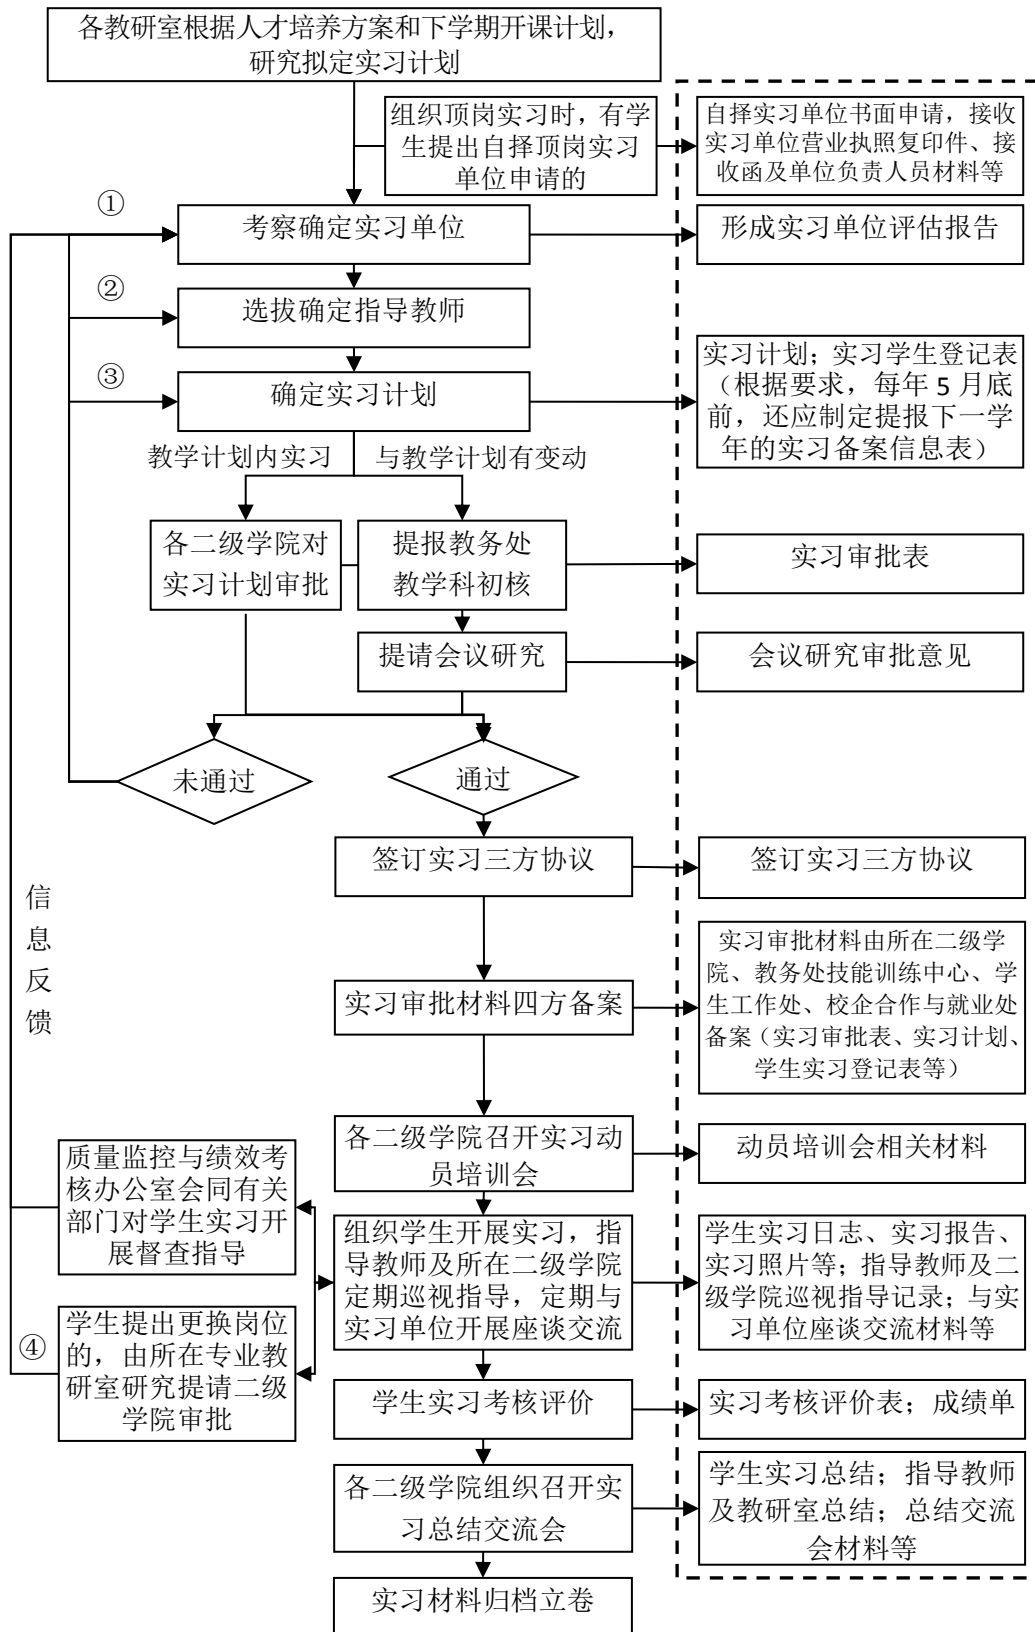 各教研室根据人才培养方案和下学期开课计划，
研究拟定实习计划
组织顶岗实习时，有学
生提出自择顶岗实习
单位申请的
自择实习单位书面申请，接收
实习单位营业执照复印件、接
收函及单位负责人员材料等
①
考察确定实习单位
形成实习单位评估报告
②
选拔确定指导教师
③
确定实习计划
实习计划；实习学生登记表
（根据要求，每年 5 月底
前，还应制定提报下一学
年的实习备案信息表）
教学计划内实习
与教学计划有变动
各二级学院对
实习计划审批
提报教务处
教学科初核
实习审批表
提请会议研究
会议研究审批意见
未通过
通过
签订实习三方协议
签订实习三方协议
信
息
反
馈
实习审批材料四方备案
实习审批材料由所在二级学
院、教务处技能训练中心、学
生工作处、校企合作与就业处
备案（实习审批表、实习计划、
学生实习登记表等）
各二级学院召开实习动
员培训会
动员培训会相关材料
质量监控与绩效考
核办公室会同有关
部门对学生实习开
展督查指导
组织学生开展实习，指
导教师及所在二级学院
定期巡视指导，定期与
实习单位开展座谈交流
学生实习日志、实习报告、
实习照片等；指导教师及二
级学院巡视指导记录；与实
习单位座谈交流材料等
④
学生提出更换岗位
的，由所在专业教
研室研究提请二级
学院审批
学生实习考核评价
实习考核评价表；成绩单
各二级学院组织召开实
习总结交流会
学生实习总结；指导教师
及教研室总结；总结交流
会材料等
实习材料归档立卷